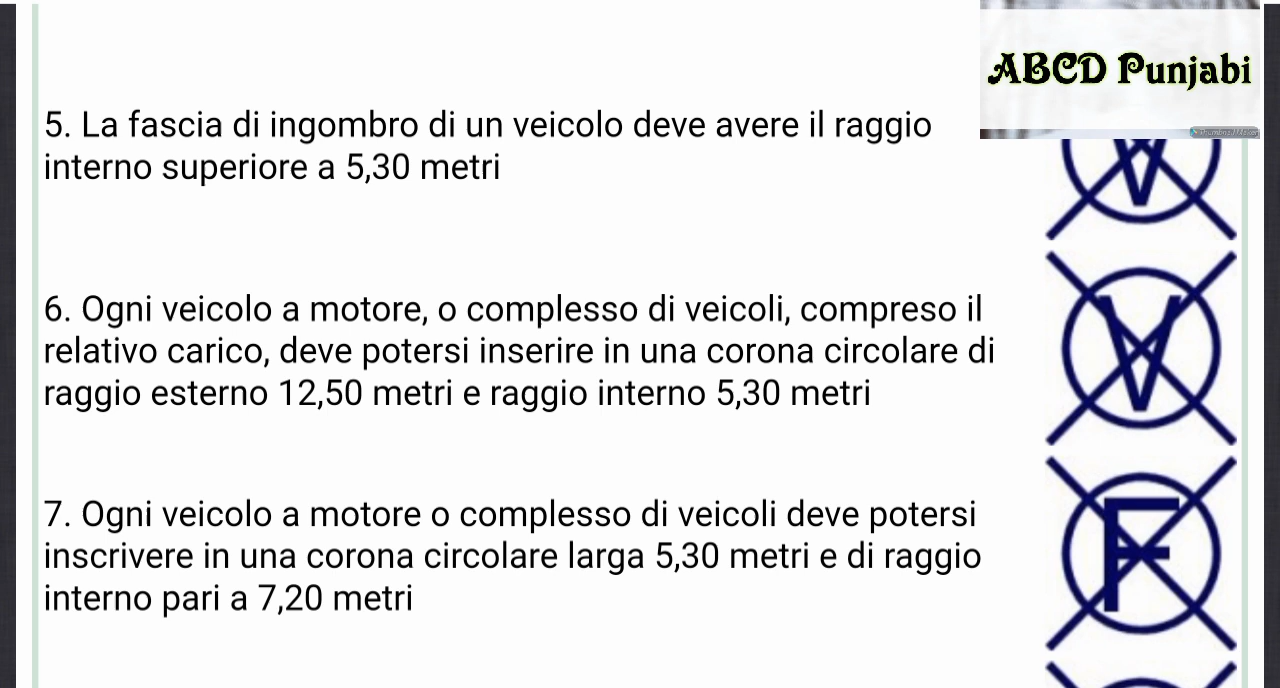 ABCD Punjabi
5. La fascia di ingombro di un veicolo deve avere il raggio
interno superiore a 5,30 metri
V
6. Ogni veicolo a motore, o complesso di veicoli, compreso il
relativo carico, deve potersi inserire in una corona circolare di
raggio esterno 12,50 metri e raggio interno 5,30 metri
V
7. Ogni veicolo a motore o complesso di veicoli deve potersi
inscrivere in una corona circolare larga 5,30 metri e di raggio
interno pari a 7,20 metri
F